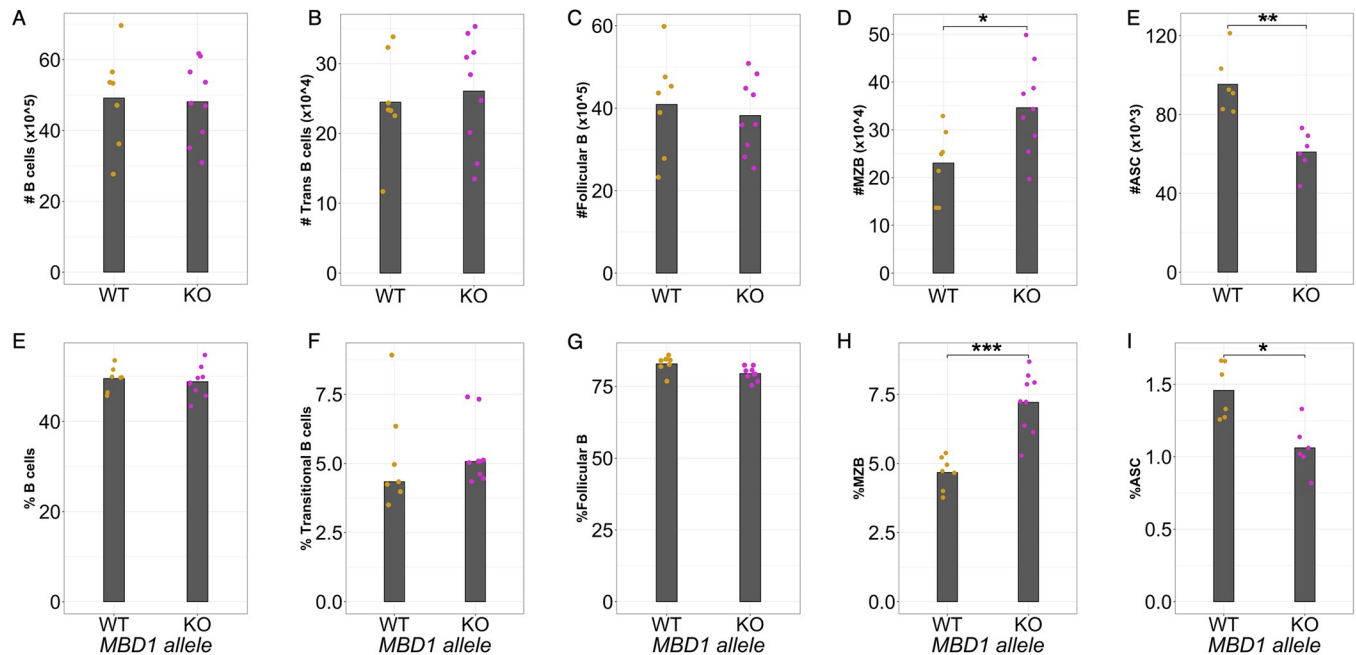 A
# B cells (x10^5)
60
40
20
0
WT KO
B
# Trans B cells (x10^4)
30
20
10
0
WT KO
C
#Follicular B (x10^5)
60
40
20
0
WT KO
D
#MZB (x10^4)
50
40
30
20
10
0
*
WT KO
E
#ASC (x10^3)
120
80
40
0
**
WT KO
E
% B cells
40
20
0
WT KO
MBD1 allele
F
% Transitional B cells
7.5
5.0
2.5
0.0
WT KO
MBD1 allele
G
%Follicular B
75
50
25
0
WT KO
MBD1 allele
H
%MZB
7.5
5.0
2.5
0.0
***
WT KO
MBD1 allele
I
%ASC
1.5
1.0
0.5
0.0
*
WT KO
MBD1 allele